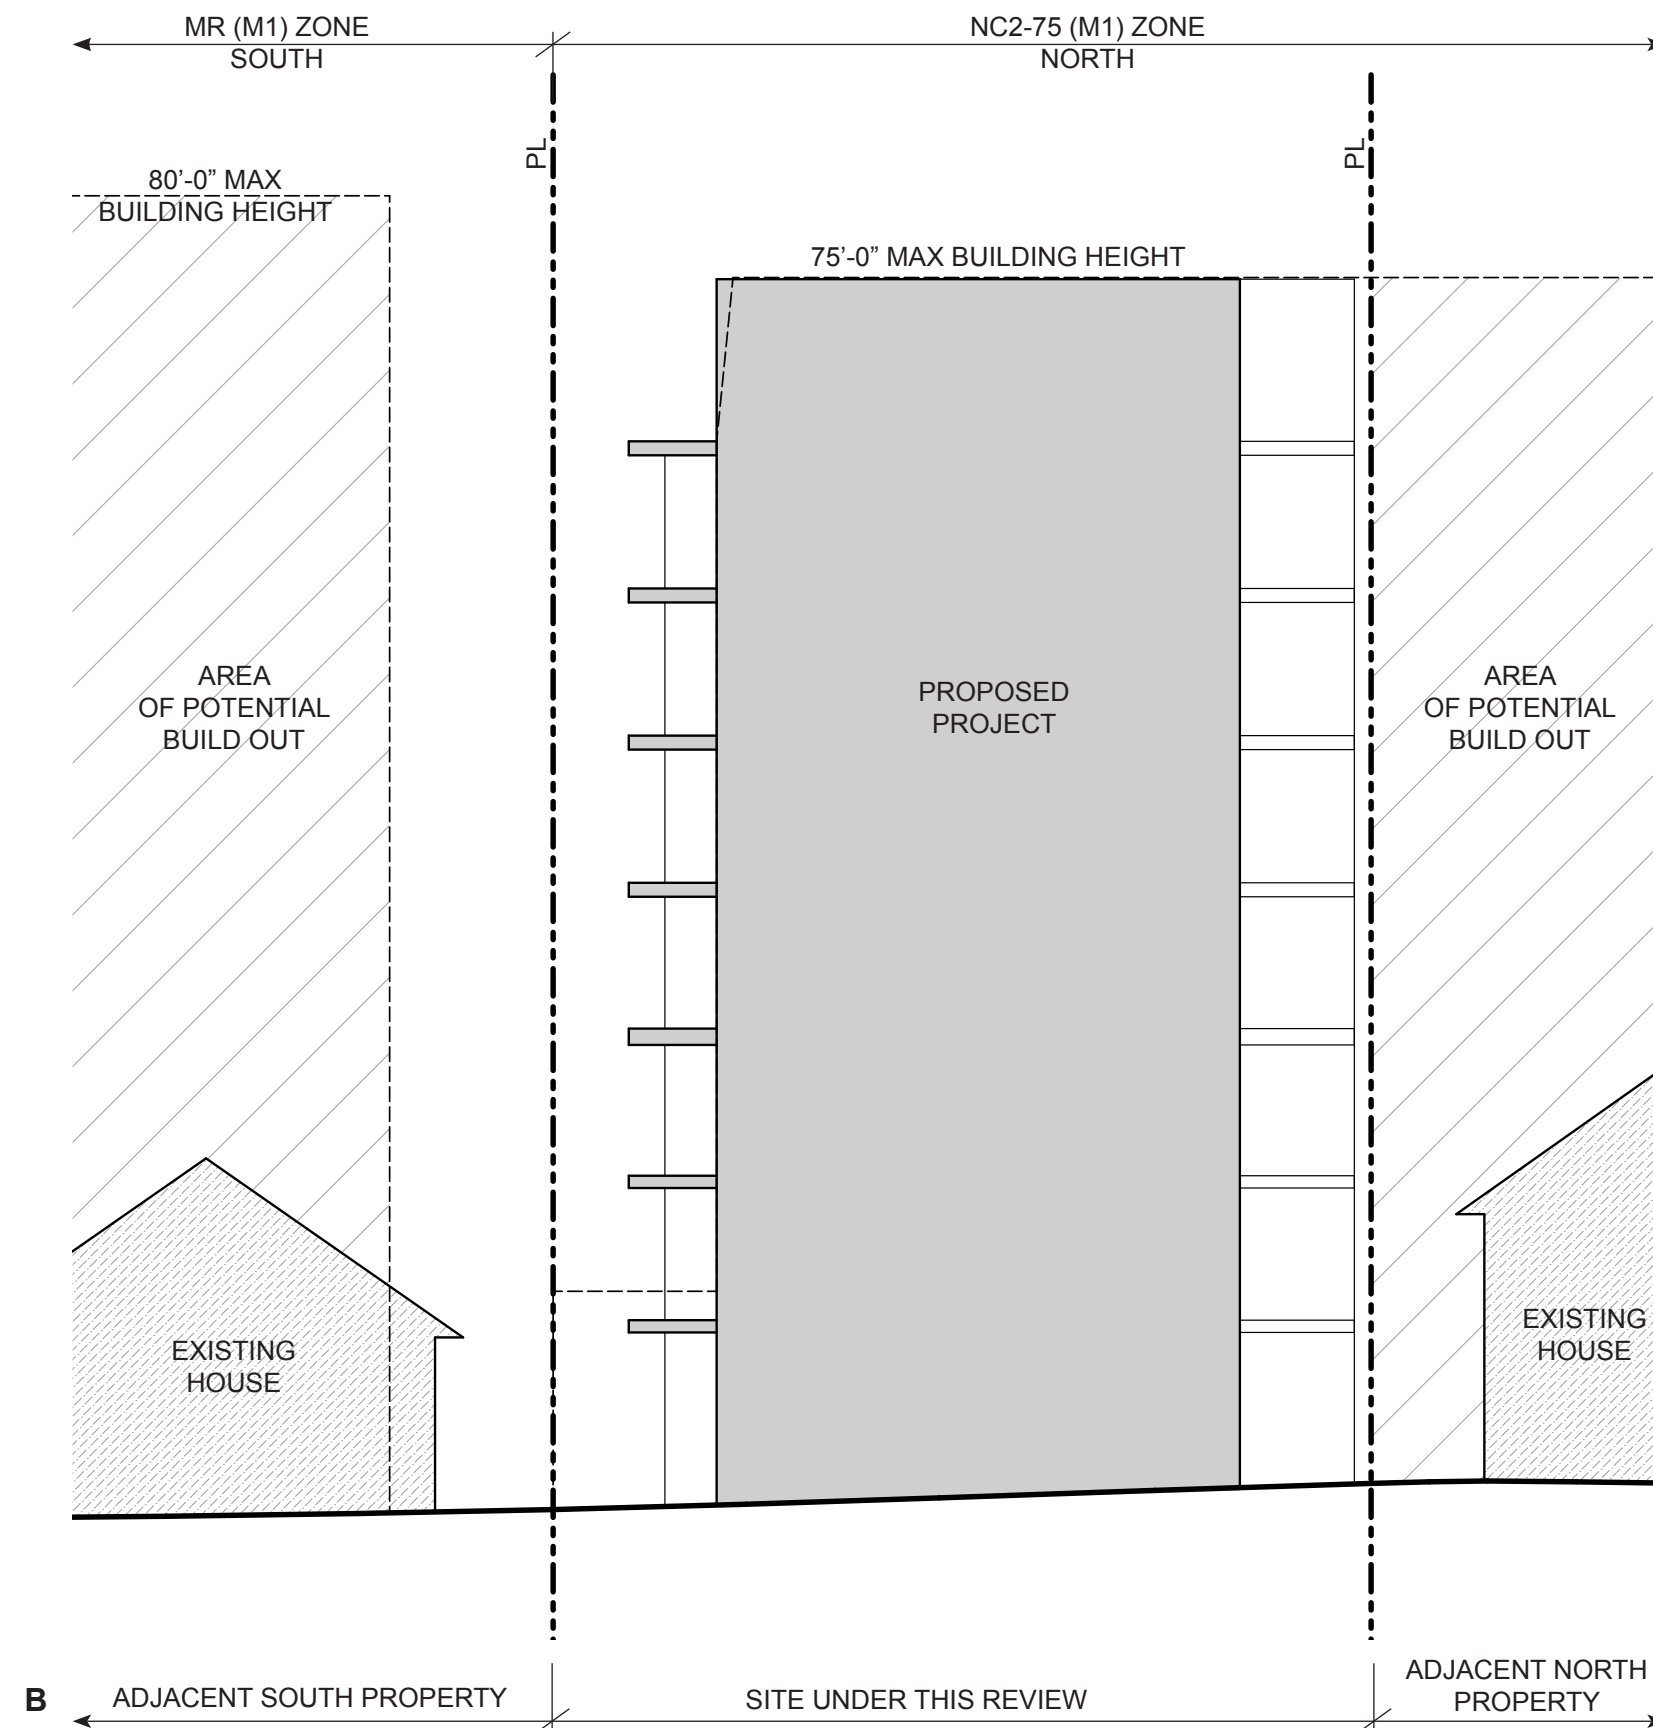 MR (M1) ZONE
SOUTH
NC2-75 (M1) ZONE
NORTH
PL
PL
80’-0” MAX
BUILDING HEIGHT
75’-0” MAX BUILDING HEIGHT
AREA
OF POTENTIAL
BUILD OUT
PROPOSED
PROJECT
AREA
OF POTENTIAL
BUILD OUT
EXISTING
HOUSE
EXISTING
HOUSE
B
ADJACENT SOUTH PROPERTY
SITE UNDER THIS REVIEW
ADJACENT NORTH
PROPERTY